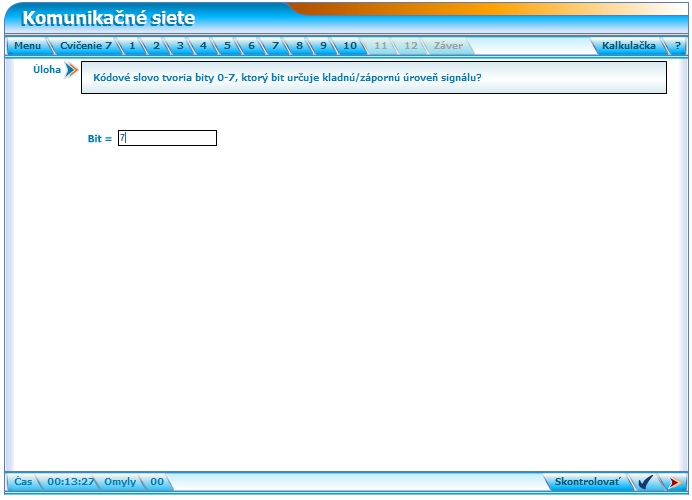 Komunikačné siete
Menu Cvičenie 7 1 2 3 4 5 6 7 8 9 10 11 12 Záver Kalkulačka ?
Úloha Kódové slovo tvoria bity 0-7, ktorý bit určuje kladnú/zápornú úroveň signálu?
Bit = 7
Čas 00:13:27 Omyly 00 Skontrolovať